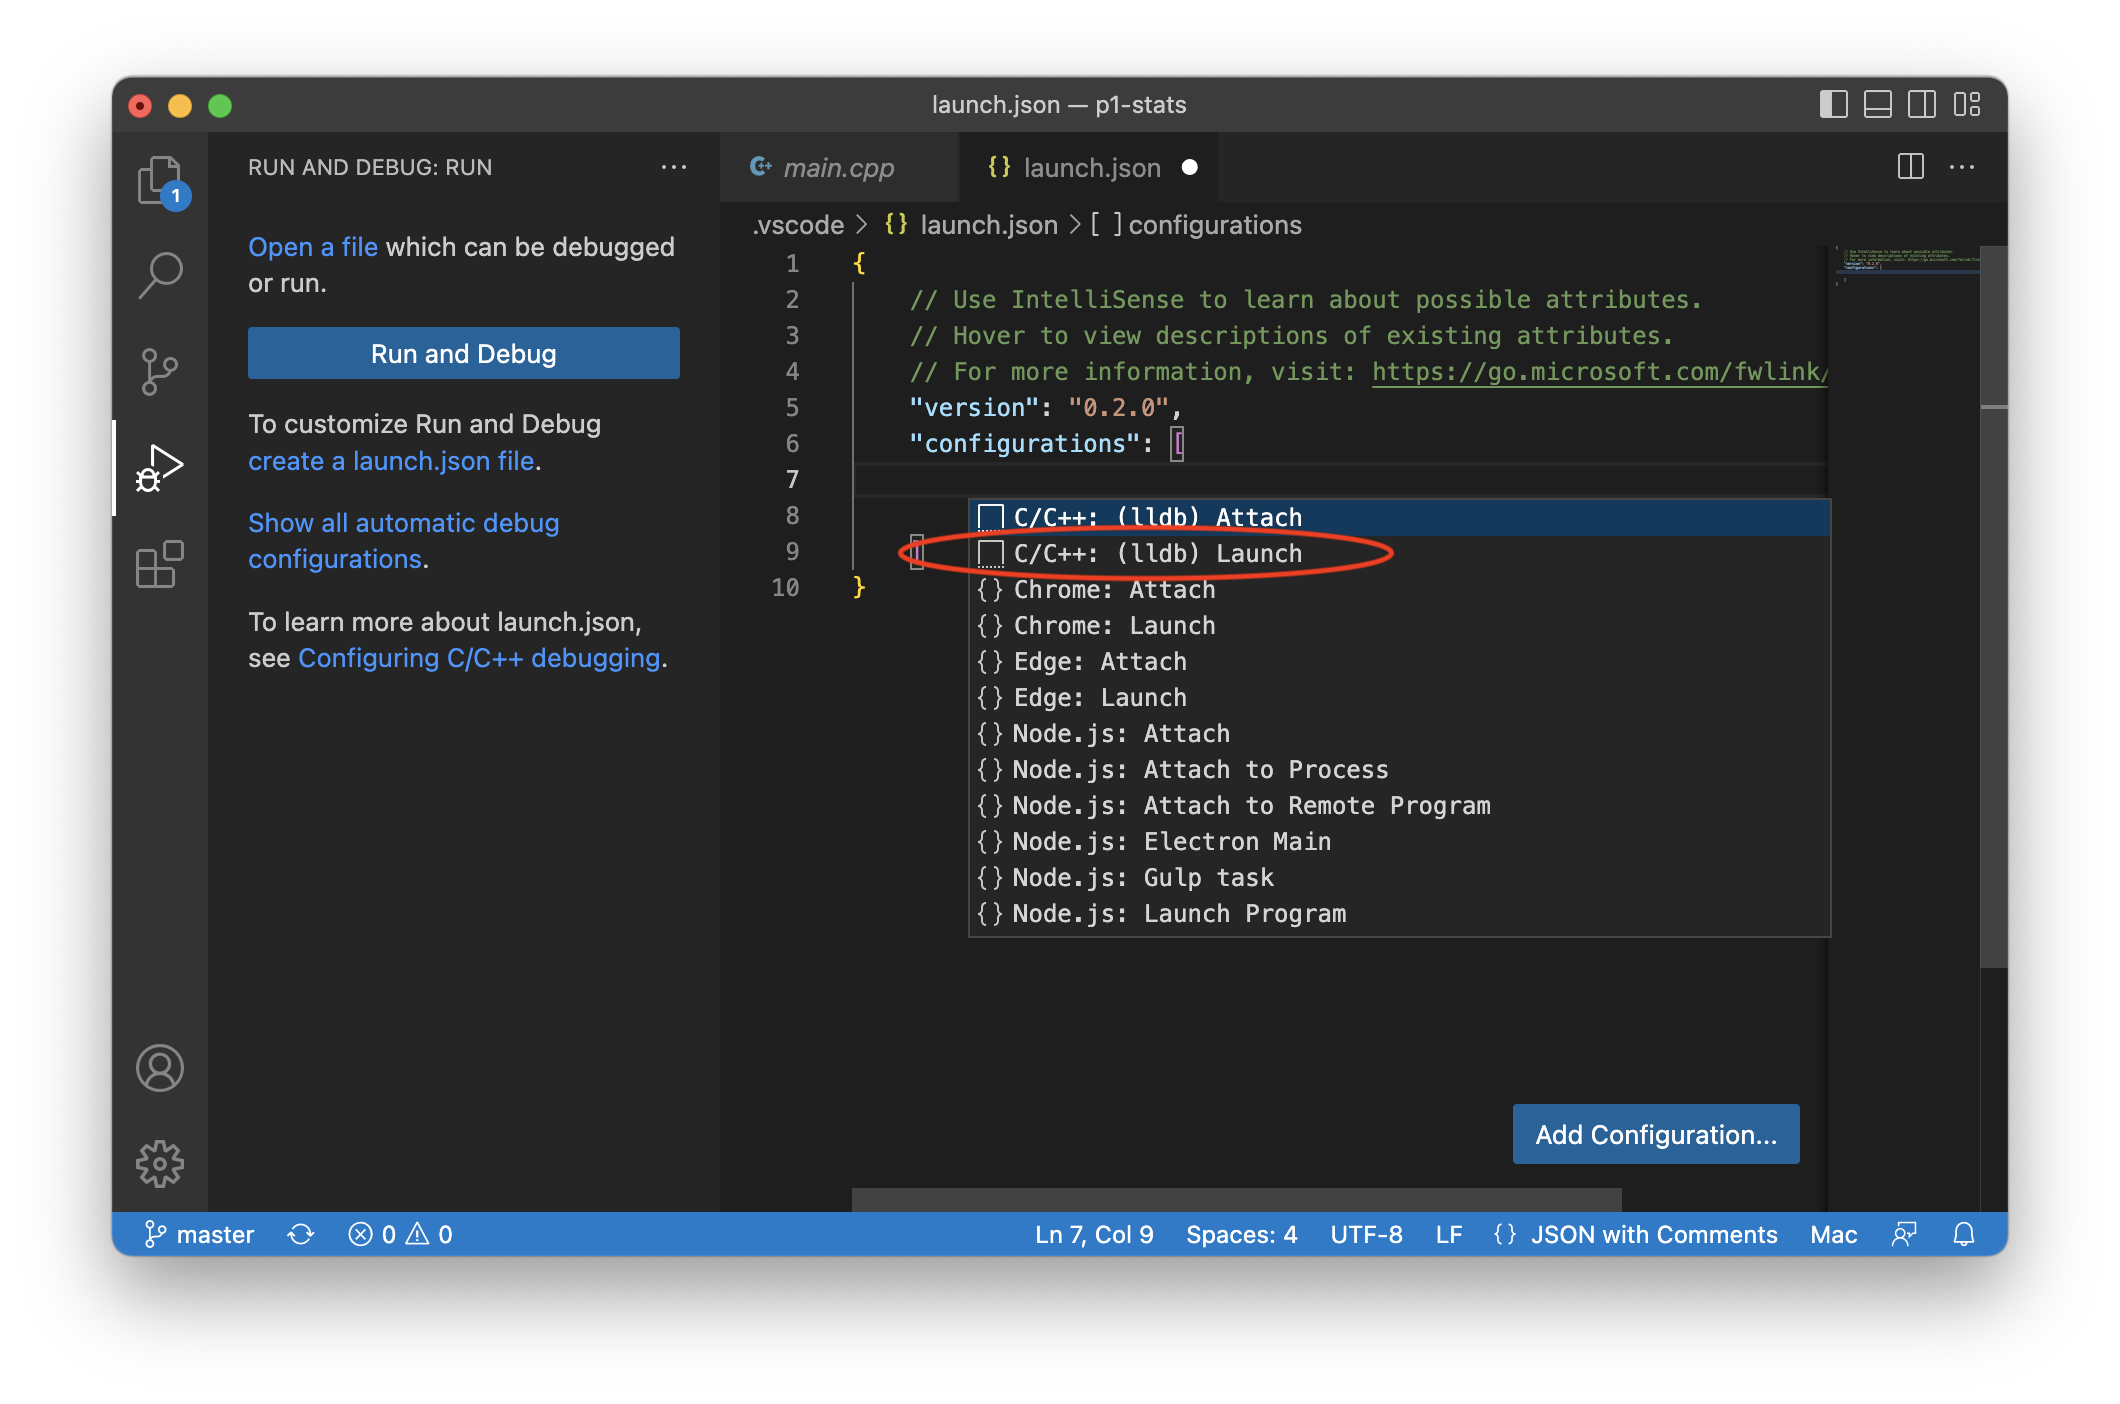 launch.json — p1-stats
RUN AND DEBUG: RUN
1
Open a file which can be debugged
or run.
Run and Debug
To customize Run and Debug
create a launch.json file.
Show all automatic debug
configurations.
To learn more about launch.json,
see Configuring C/C++ debugging.
main.cpp
{} launch.json
.vscode > {} launch.json > [ ] configurations
1 {
2 // Use IntelliSense to learn about possible attributes.
3 // Hover to view descriptions of existing attributes.
4 // For more information, visit: https://go.microsoft.com/fwlink/
5 "version": "0.2.0",
6 "configurations": [
7
8
9 ]
10 }
C/C++: (lldb) Attach
C/C++: (lldb) Launch
{} Chrome: Attach
{} Chrome: Launch
{} Edge: Attach
{} Edge: Launch
{} Node.js: Attach
{} Node.js: Attach to Process
{} Node.js: Attach to Remote Program
{} Node.js: Electron Main
{} Node.js: Gulp task
{} Node.js: Launch Program
Add Configuration...
master 0 0 Ln 7, Col 9 Spaces: 4 UTF-8 LF {} JSON with Comments Mac